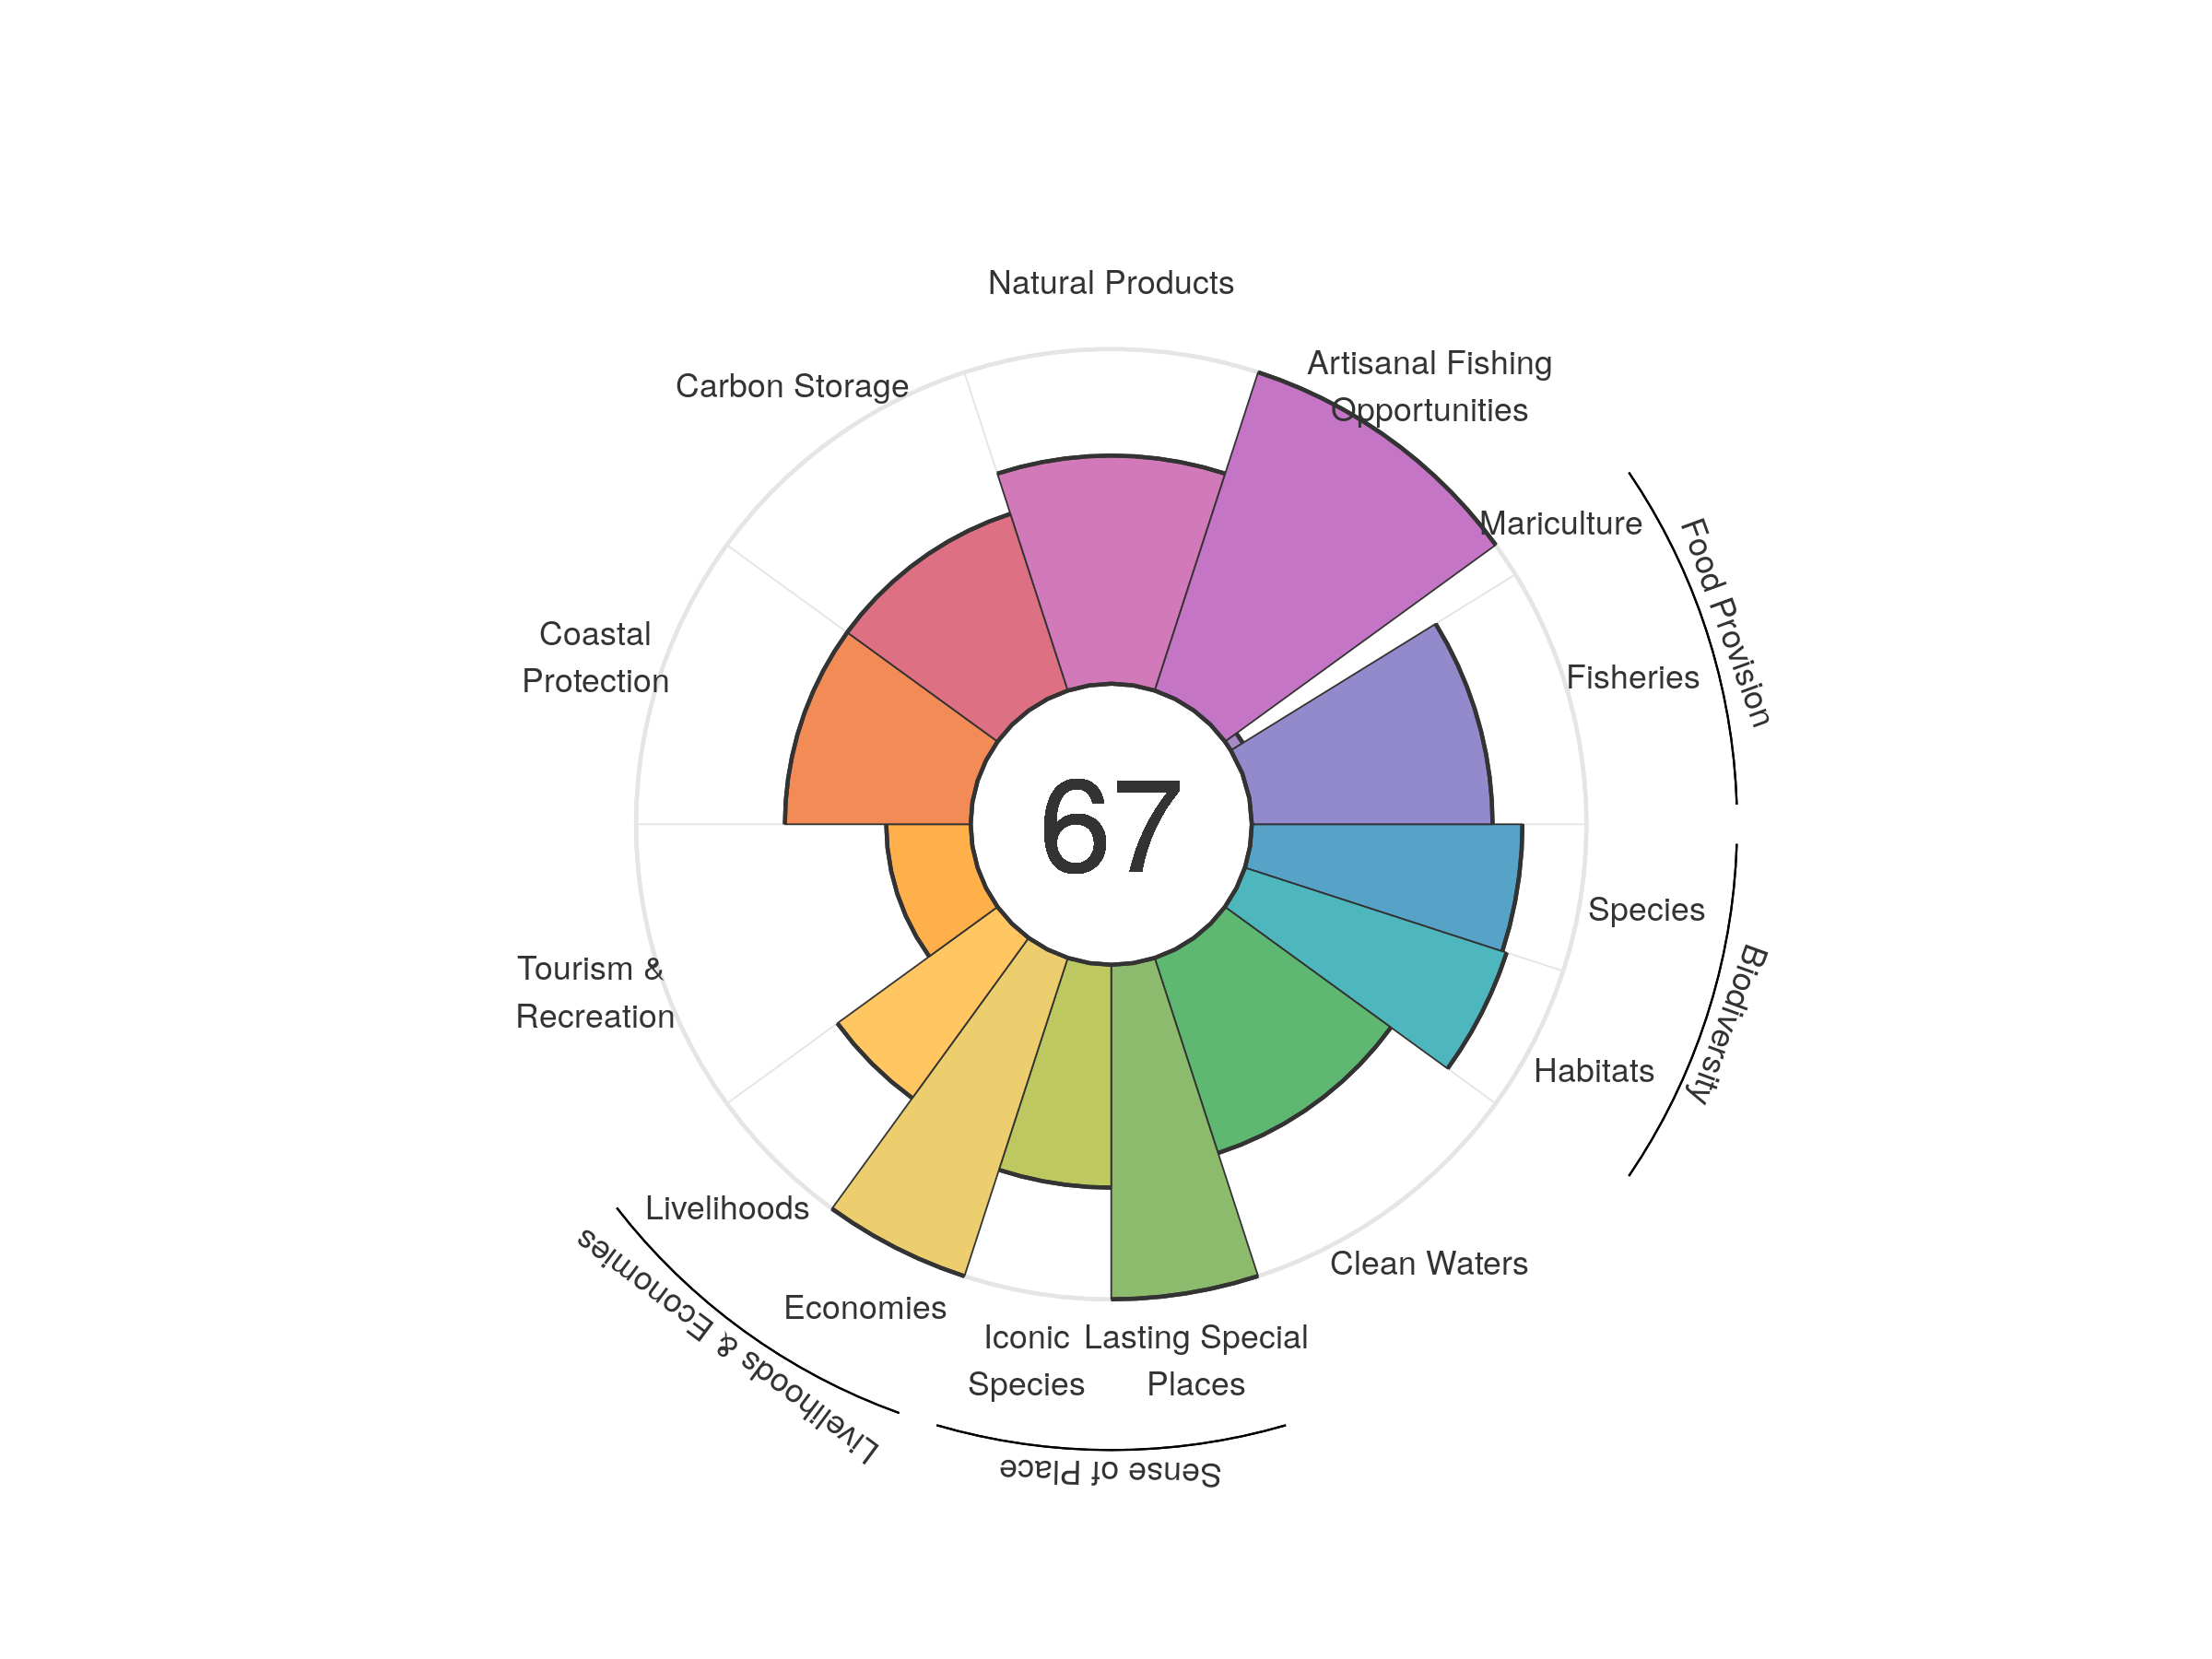 Natural Products
Artisanal Fishing
Opportunities
Carbon Storage
Mariculture
Food Provision
Coastal
Protection
Fisheries
67
Species
Biodiversity
Tourism &
Recreation
Habitats
Livelihoods
Clean Waters
Livelihoods & Economies
Economies
Iconic
Species
Lasting Special
Places
Sense of Place